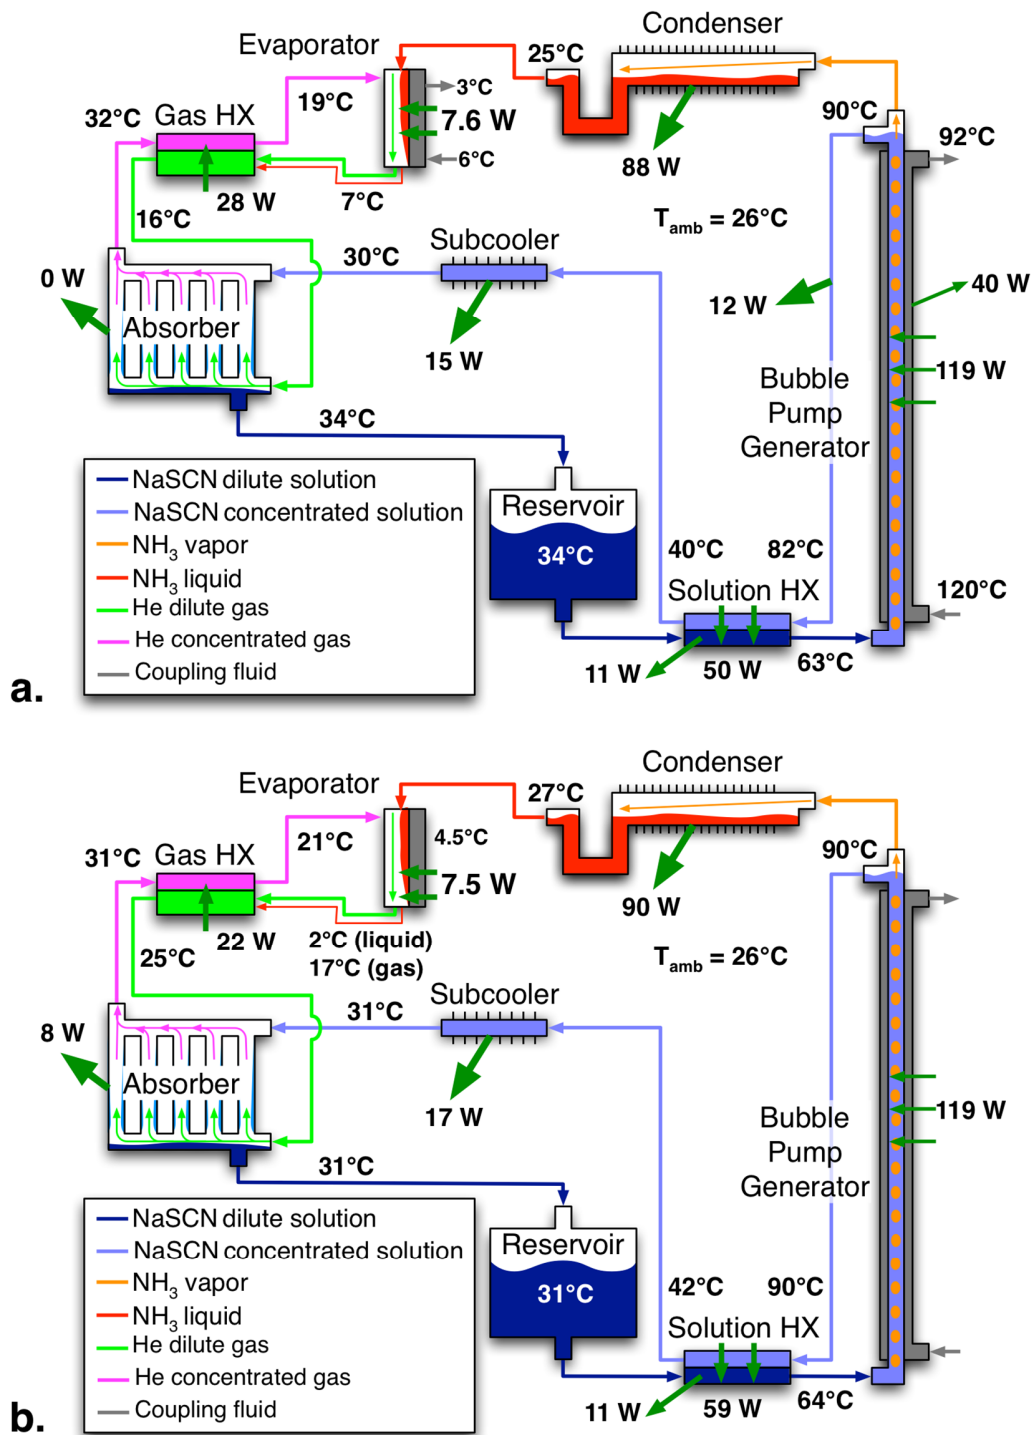 Condenser
Evaporator
25°C
3°C
19°C
90°C
32°C
Gas HX
7.6 W
92°C
6°C
88 W
28 W
7°C
16°C
T_amb = 26°C
Subcooler
30°C
0 W
40 W
12 W
Absorber
15 W
119 W
Bubble
Pump
Generator
34°C
NaSCN dilute solution
Reservoir
NaSCN concentrated solution
NH3 vapor
34°C
40°C
82°C
NH3 liquid
Solution HX
120°C
He dilute gas
He concentrated gas
Coupling fluid
11 W
50 W
63°C
a.
Condenser
Evaporator
27°C
21°C
4.5°C
90°C
31°C
Gas HX
7.5 W
90 W
22 W
2°C (liquid)
25°C
17°C (gas)
T_amb = 26°C
Subcooler
31°C
8 W
Absorber
17 W
119 W
Bubble
Pump
Generator
31°C
NaSCN dilute solution
Reservoir
NaSCN concentrated solution
NH3 vapor
31°C
42°C
90°C
NH3 liquid
Solution HX
He dilute gas
He concentrated gas
Coupling fluid
11 W
59 W
64°C
b.